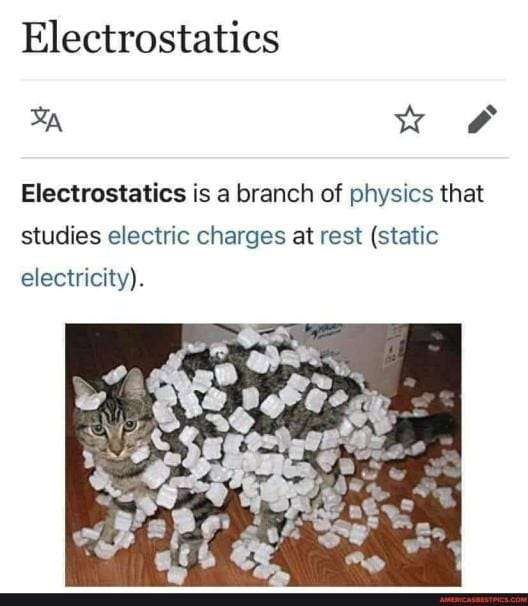 Electrostatics
Electrostatics is a branch of physics that
studies electric charges at rest (static
electricity).
AMERICASBESTPICS.COM